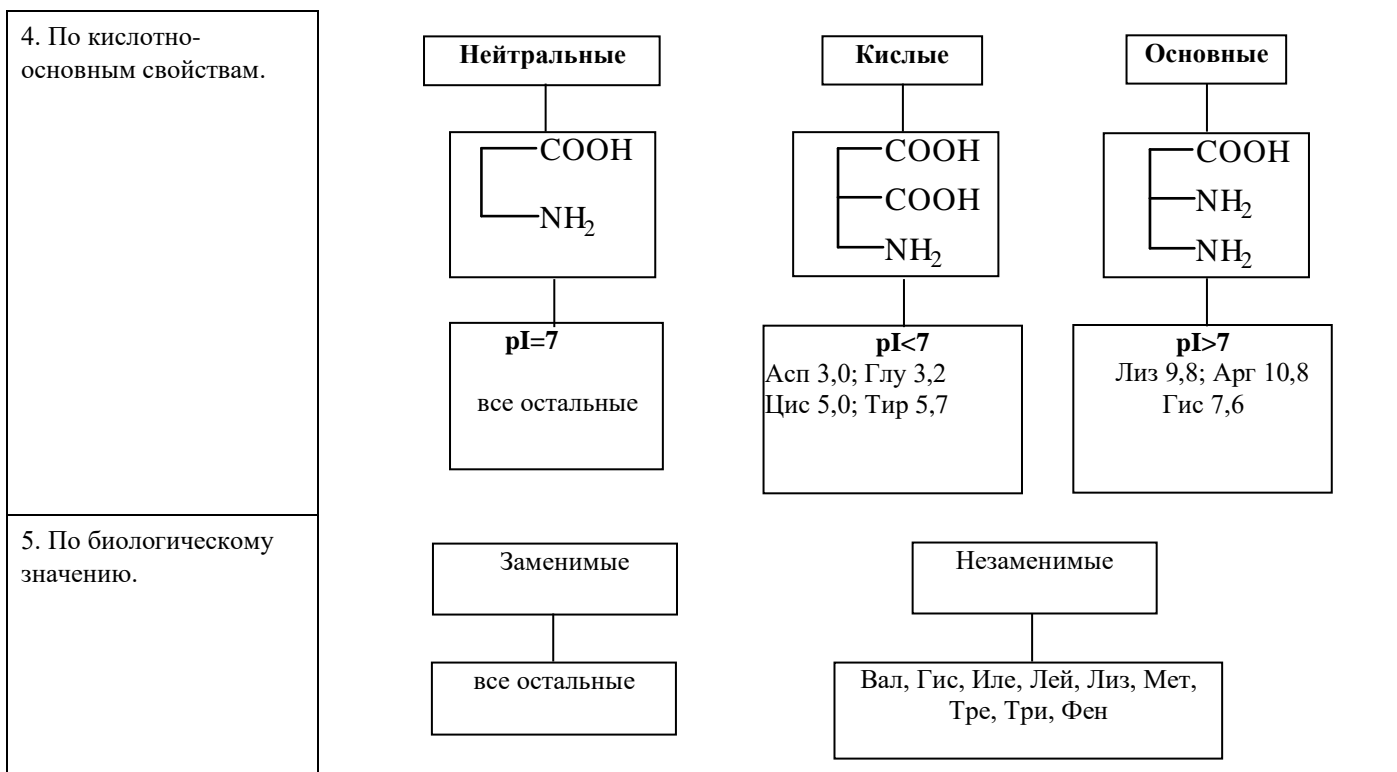 4. По кислотно-
основным свойствам.
Нейтральные
Кислые
Основные
COOH
NH2
COOH
COOH
NH2
COOH
NH2
NH2
pI=7
все остальные
pI<7
Асп 3,0; Глу 3,2
Цис 5,0; Тир 5,7
pI>7
Лиз 9,8; Арг 10,8
Гис 7,6
5. По биологическому
значению.
Заменимые
Незаменимые
все остальные
Вал, Гис, Иле, Лей, Лиз, Мет,
Тре, Три, Фен